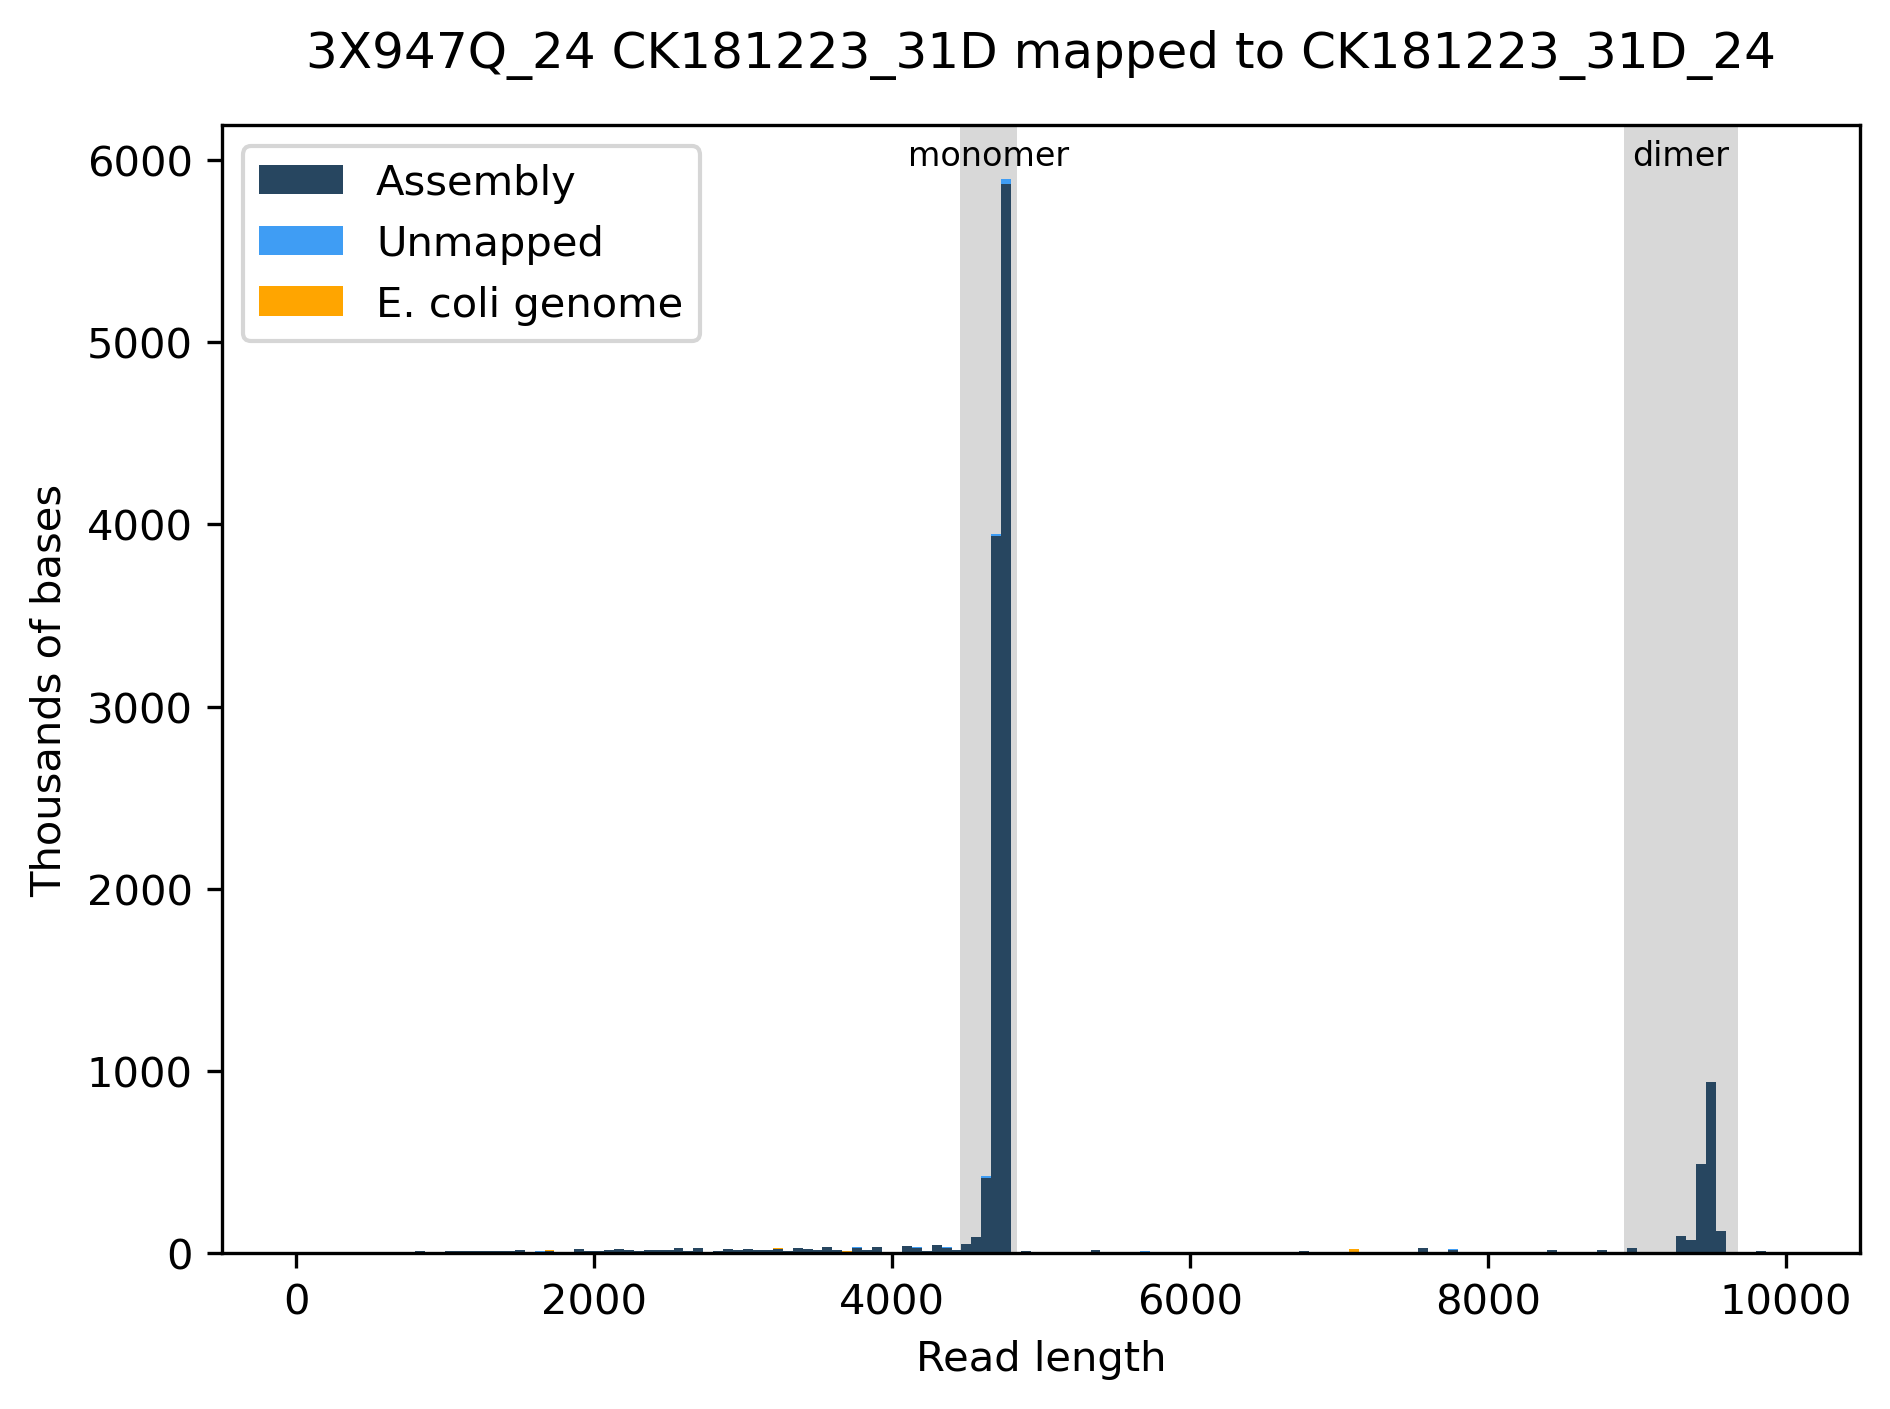 3X947Q_24 CK181223_31D mapped to CK181223_31D_24
Assembly
Unmapped
E. coli genome
monomer
dimer
6000
5000
4000
3000
2000
1000
0
Thousands of bases
0 2000 4000 6000 8000 10000
Read length